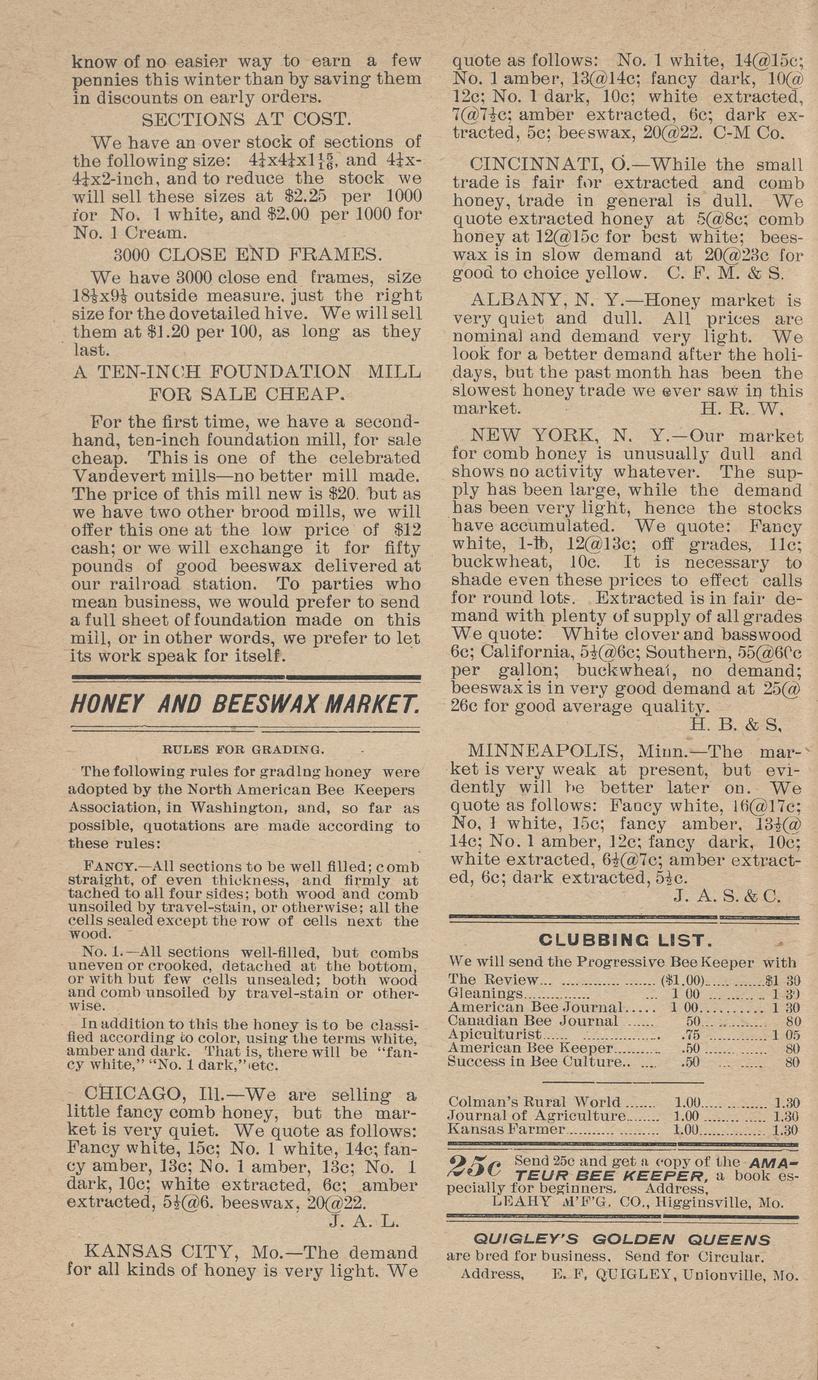 know of no easier way to earn a few
pennies this winter than by saving them
in discounts on early orders.
SECTIONS AT COST.
We have an over stock of sections of
the following size: 4¼x4¼x1 15/16, and 4¼x-
4¼x2-inch, and to reduce the stock we
will sell these sizes at $2.25 per 1000
for No. 1 white, and $2.00 per 1000 for
No. 1 Cream.
3000 CLOSE END FRAMES.
We have 3000 close end frames, size
18½x9½ outside measure, just the right
size for the dovetailed hive. We will sell
them at $1.20 per 100, as long as they
last.
A TEN-INCH FOUNDATION MILL
FOR SALE CHEAP.
For the first time, we have a second-
hand, ten-inch foundation mill, for sale
cheap. This is one of the celebrated
Vandevert mills—no better mill made.
The price of this mill new is $20. but as
we have two other brood mills, we will
offer this one at the low price of $12
cash; or we will exchange it for fifty
pounds of good beeswax delivered at
our railroad station. To parties who
mean business, we would prefer to send
a full sheet of foundation made on this
mill, or in other words, we prefer to let
its work speak for itself.
HONEY AND BEESWAX MARKET.
RULES FOR GRADING.
The following rules for grading honey were
adopted by the North American Bee Keepers
Association, in Washington, and, so far as
possible, quotations are made according to
these rules:
FANCY.—All sections to be well filled; comb
straight, of even thickness, and firmly at
tached to all four sides; both wood and comb
unsoiled by travel-stain, or otherwise; all the
cells sealed except the row of cells next the
wood.
No. 1.—All sections well-filled, but combs
uneven or crooked, detached at the bottom,
or with but few cells unsealed; both wood
and comb unsoiled by travel-stain or other-
wise.
In addition to this the honey is to be classi-
fied according to color, using the terms white,
amber and dark. That is, there will be "fan-
cy white," "No. 1 dark," etc.
CHICAGO, Ill.—We are selling a
little fancy comb honey, but the mar-
ket is very quiet. We quote as follows:
Fancy white, 15c; No. 1 white, 14c; fan-
cy amber, 13c; No. 1 amber, 13c; No. 1
dark, 10c; white extracted, 6c; amber
extracted, 5½@6. beeswax, 20@22.
J. A. L.
KANSAS CITY, Mo.—The demand
for all kinds of honey is very light. We
quote as follows: No. 1 white, 14@15c;
No. 1 amber, 13@14c; fancy dark, 10@
12c; No. 1 dark, 10c; white extracted,
7@7½c; amber extracted, 6c; dark ex-
tracted, 5c; beeswax, 20@22. C-M Co.
CINCINNATI, O.—While the small
trade is fair for extracted and comb
honey, trade in general is dull. We
quote extracted honey at 5@8c; comb
honey at 12@15c for best white; bees-
wax is in slow demand at 20@23c for
good to choice yellow. C. F. M. & S.
ALBANY, N. Y.—Honey market is
very quiet and dull. All prices are
nominal and demand very light. We
look for a better demand after the holi-
days, but the past month has been the
slowest honey trade we ever saw in this
market. H. R. W.
NEW YORK, N. Y.—Our market
for comb honey is unusually dull and
shows no activity whatever. The sup-
ply has been large, while the demand
has been very light, hence the stocks
have accumulated. We quote: Fancy
white, 1-℔, 12@13c; off grades, 11c;
buckwheat, 10c. It is necessary to
shade even these prices to effect calls
for round lots. Extracted is in fair de-
mand with plenty of supply of all grades
We quote: White clover and basswood
6c; California, 5½@6c; Southern, 55@60c
per gallon; buckwheat, no demand;
beeswax is in very good demand at 25@
26c for good average quality.
H. B. & S,
MINNEAPOLIS, Minn.—The mar-
ket is very weak at present, but evi-
dently will be better later on. We
quote as follows: Fancy white, 16@17c;
No, 1 white, 15c; fancy amber, 13½@
14c; No. 1 amber, 12c; fancy dark, 10c;
white extracted, 6½@7c; amber extract-
ed, 6c; dark extracted, 5½c.
J. A. S. & C.
CLUBBING LIST.
We will send the Progressive Bee Keeper with
The Review... ($1.00)...$1 30
Gleanings... 1 00 ... 1 30
American Bee Journal..... 1 00.......... 1 30
Canadian Bee Journal ...... 50... 80
Apiculturist... .75 ............ 1 05
American Bee Keeper.......... .50 ............ 80
Success in Bee Culture.. .... .50 ... 80
Colman's Rural World ....... 1.00............ 1.30
Journal of Agriculture....... 1.00 ............ 1.30
Kansas Farmer.................... 1.00............ 1.30
25c Send 25c and get a copy of the AMA-
TEUR BEE KEEPER, a book es-
pecially for beginners. Address,
LEAHY M'F'G. CO., Higginsville, Mo.
QUIGLEY'S GOLDEN QUEENS
are bred for business. Send for Circular.
Address, E. F. QUIGLEY, Unionville, Mo.